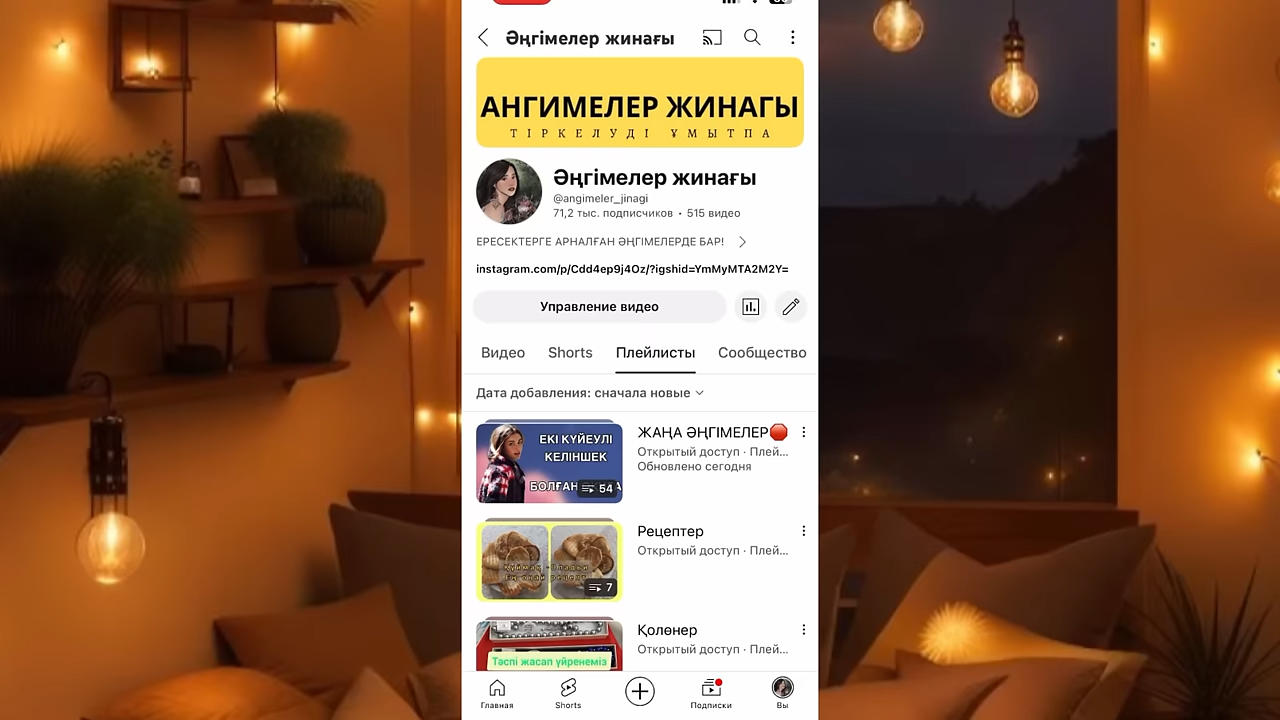 Әңгімелер жинағы
АНГИМЕЛЕР ЖИНАГЫ
ТІРКЕЛУДІ ҰМЫТПА
Әңгімелер жинағы
@angimeler_jinagi
71,2 тыс. подписчиков • 515 видео
ЕРЕСЕКТЕРГЕ АРНАЛҒАН ӘҢГІМЕЛЕРДЕ БАР!
instagram.com/p/Cdd4ep9j4Oz/?igshid=YmMyMTA2M2Y=
Управление видео
Видео Shorts Плейлисты Сообщество
Дата добавления: сначала новые
ЕКІ КҮЙЕУЛІ
КЕЛІНШЕК
54
ЖАҢА ӘҢГІМЕЛЕР
Открытый доступ · Плей...
Обновлено сегодня
7
Рецептер
Открытый доступ · Плей...
Тәспі жасап үйренеміз
Қолөнер
Открытый доступ · Плей...
Главная Shorts Подписки Вы